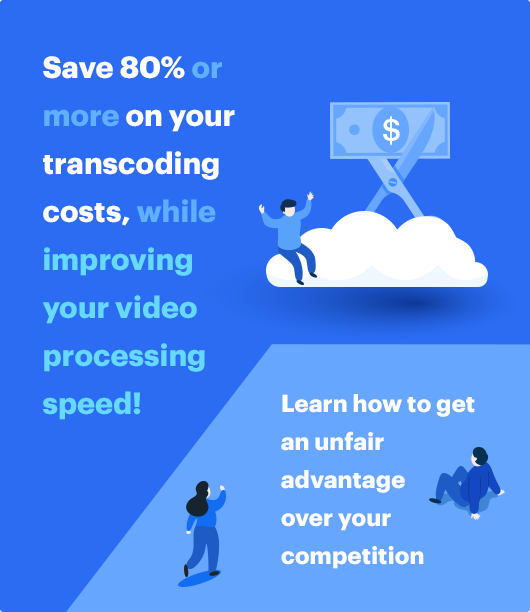 Save 80% or
more on your
transcoding
costs, while
improving
your video
processing
speed!
$
Learn how to get
an unfair
advantage
over your
competition